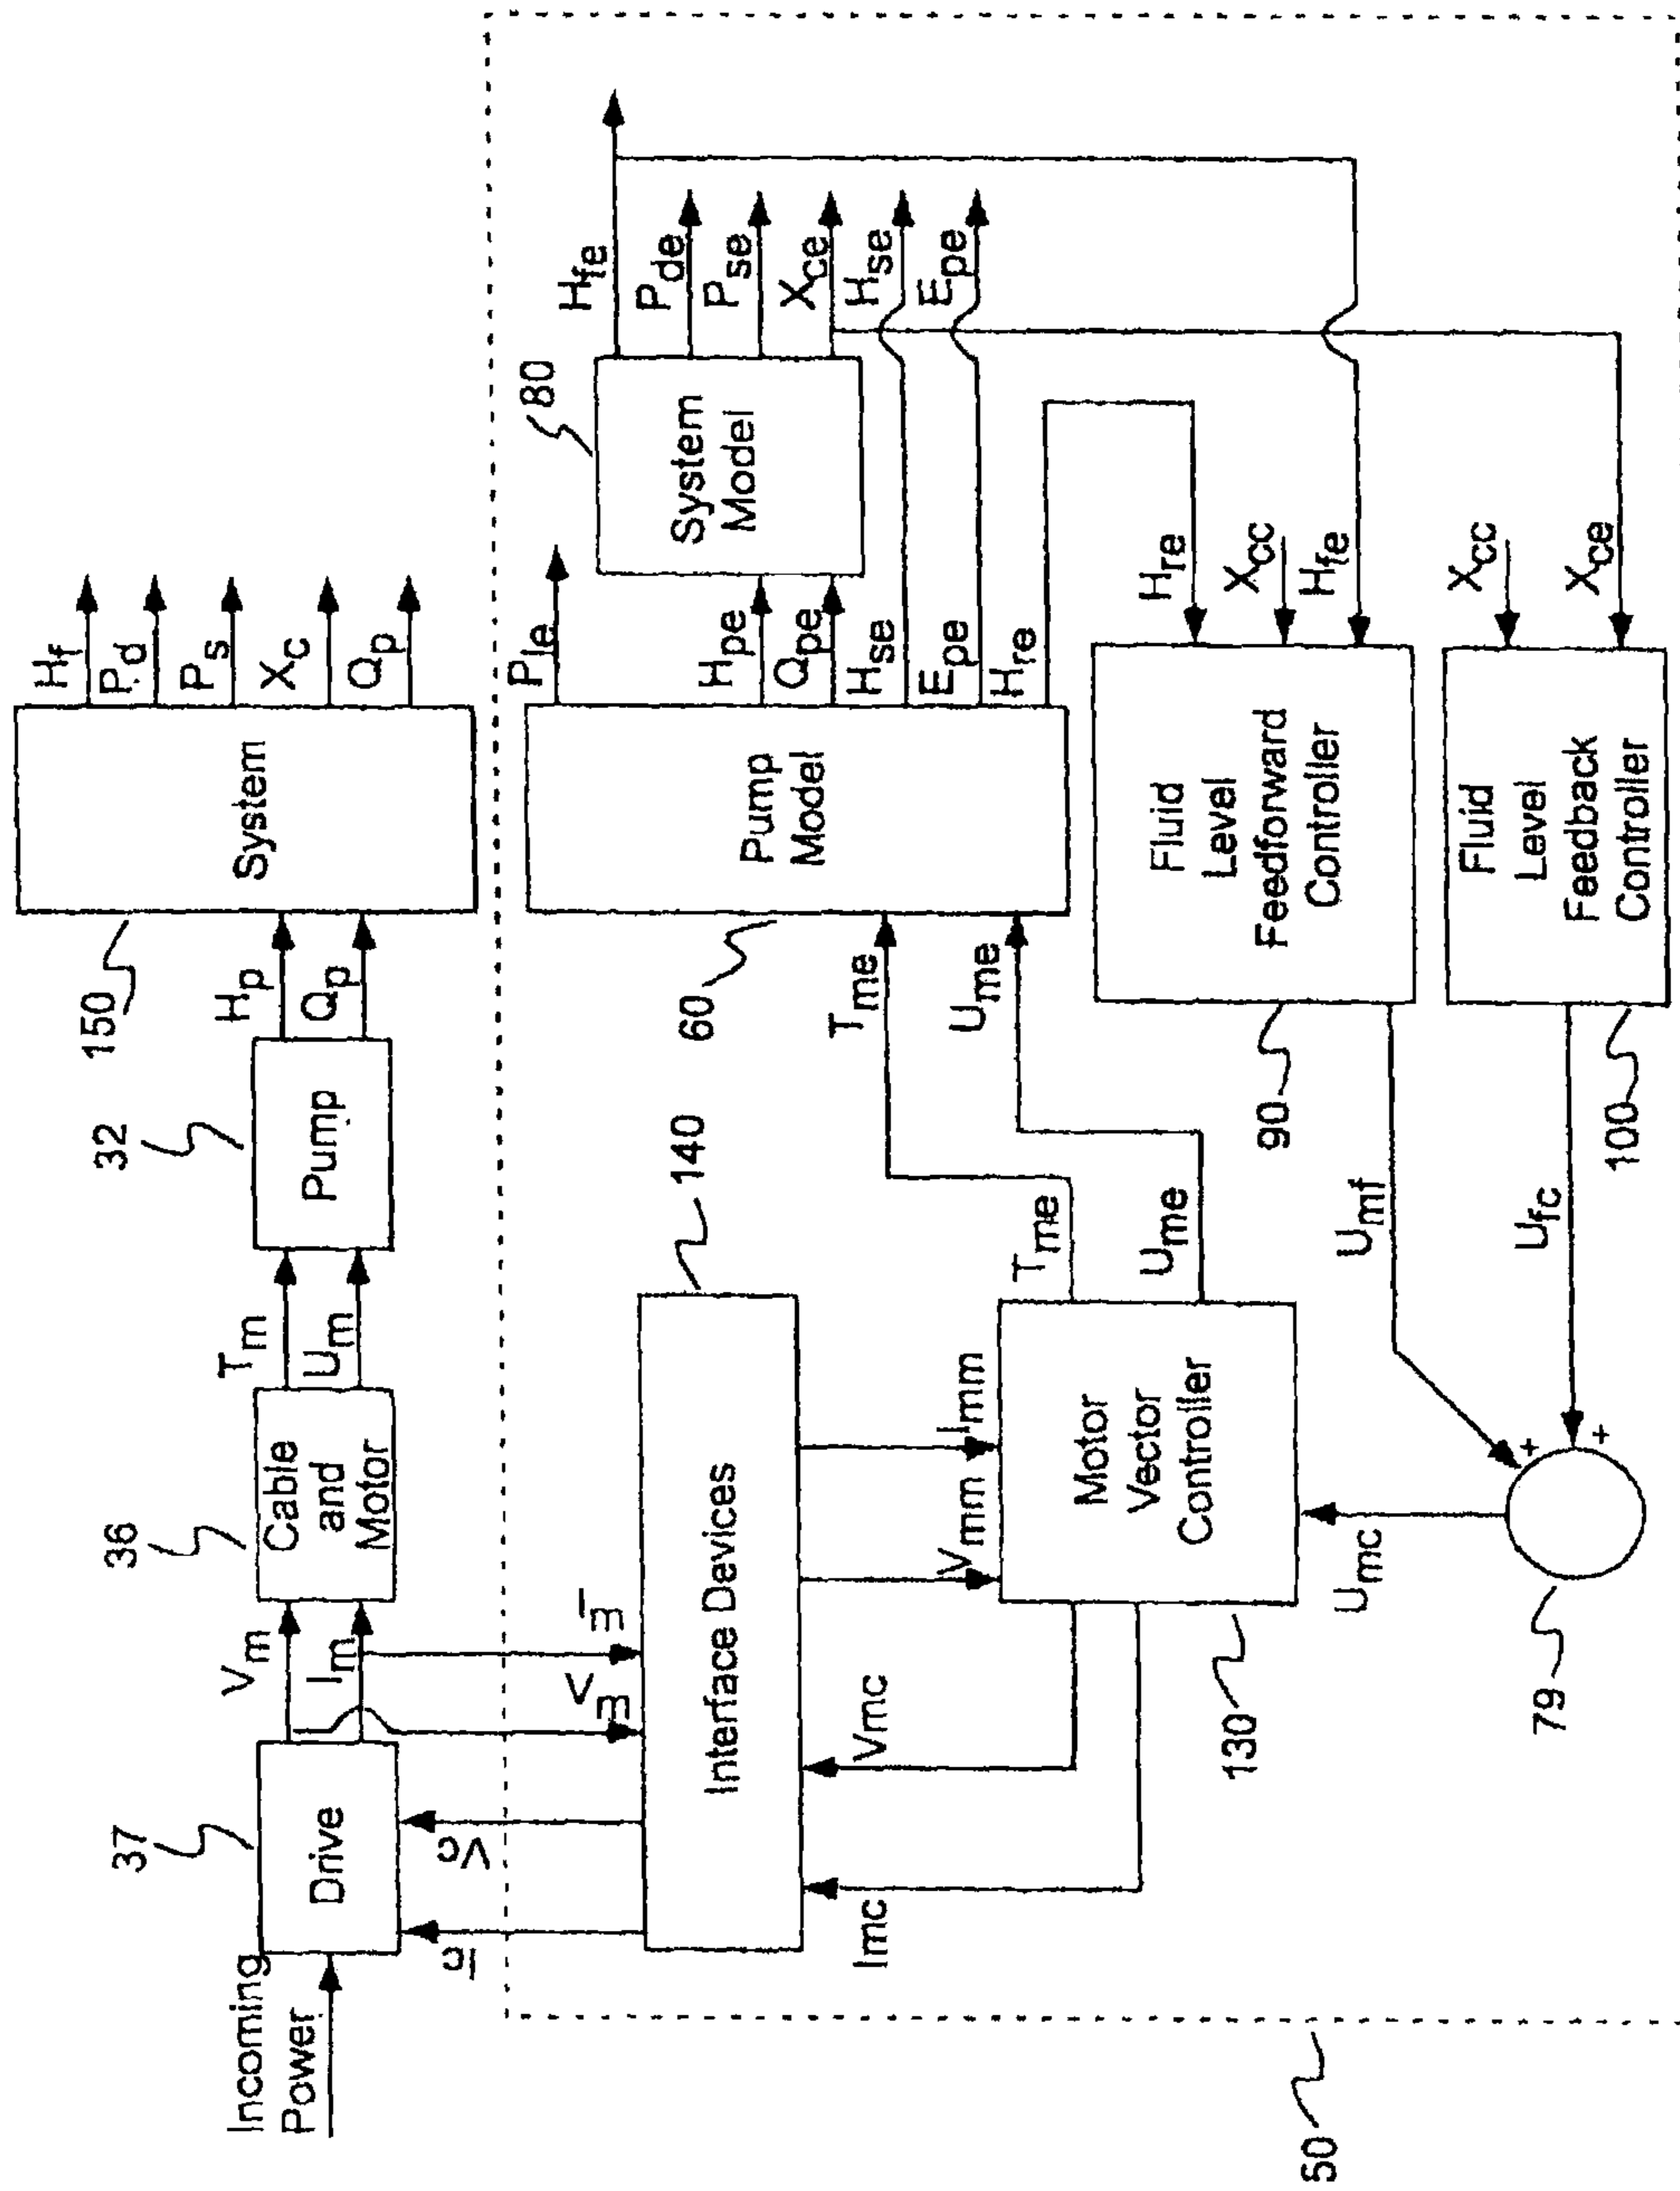 Incoming
Power
37
Drive
Vm
Im
36
Cable
and
Motor
Tm
Um
32
Pump
Hp
Qp
150
System
Hf
Pd
Ps
Xc
Qp
Ic
Vc
Vm
Im
140
Interface Devices
Imc
Vmc
Vmm
Imm
130
Motor
Vector
Controller
Tme
Ume
Tme
Ume
60
Pump
Model
Ple
Hpe
Qpe
Hse
Epe
Hre
80
System
Model
Hfe
Pde
Pse
Xce
Hse
Epe
Hre
Xcc
Hfe
90
Fluid
Level
Feedforward
Controller
Xcc
Xce
100
Fluid
Level
Feedback
Controller
Umf
Ufc
+
+
79
Umc
50